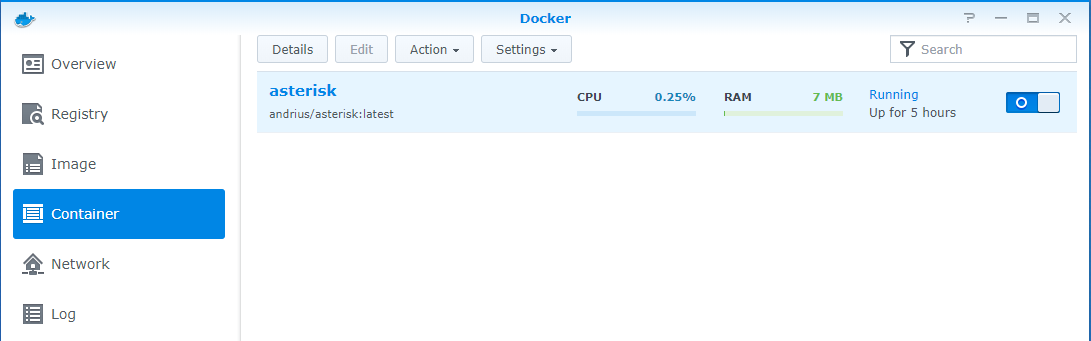 Docker
Overview
Registry
Image
Container
Network
Log
Details Edit Action Settings
Search
asterisk
andrius/asterisk:latest
CPU 0.25%
RAM 7 MB
Running
Up for 5 hours